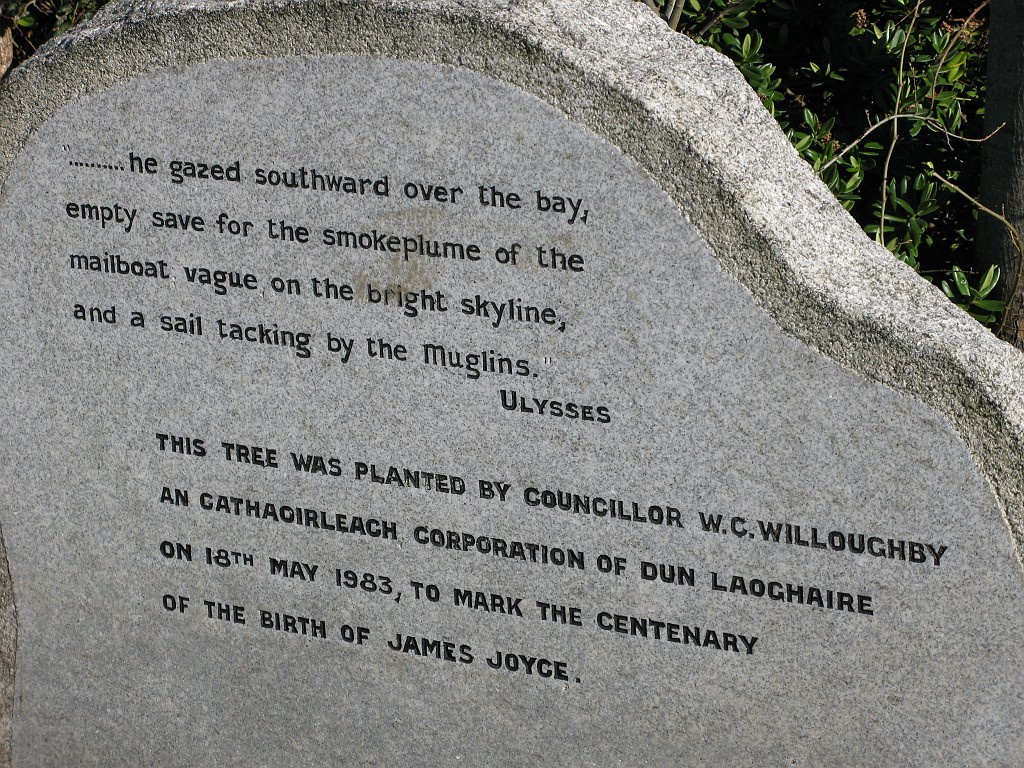 "..........he gazed southward over the bay,
empty save for the smokeplume of the
mailboat vague on the bright skyline,
and a sail tacking by the Muglins."
ULYSSES
THIS TREE WAS PLANTED BY COUNCILLOR W.C.WILLOUGHBY
AN CATHAOIRLEACH CORPORATION OF DUN LAOGHAIRE
ON 18TH MAY 1983, TO MARK THE CENTENARY
OF THE BIRTH OF JAMES JOYCE.